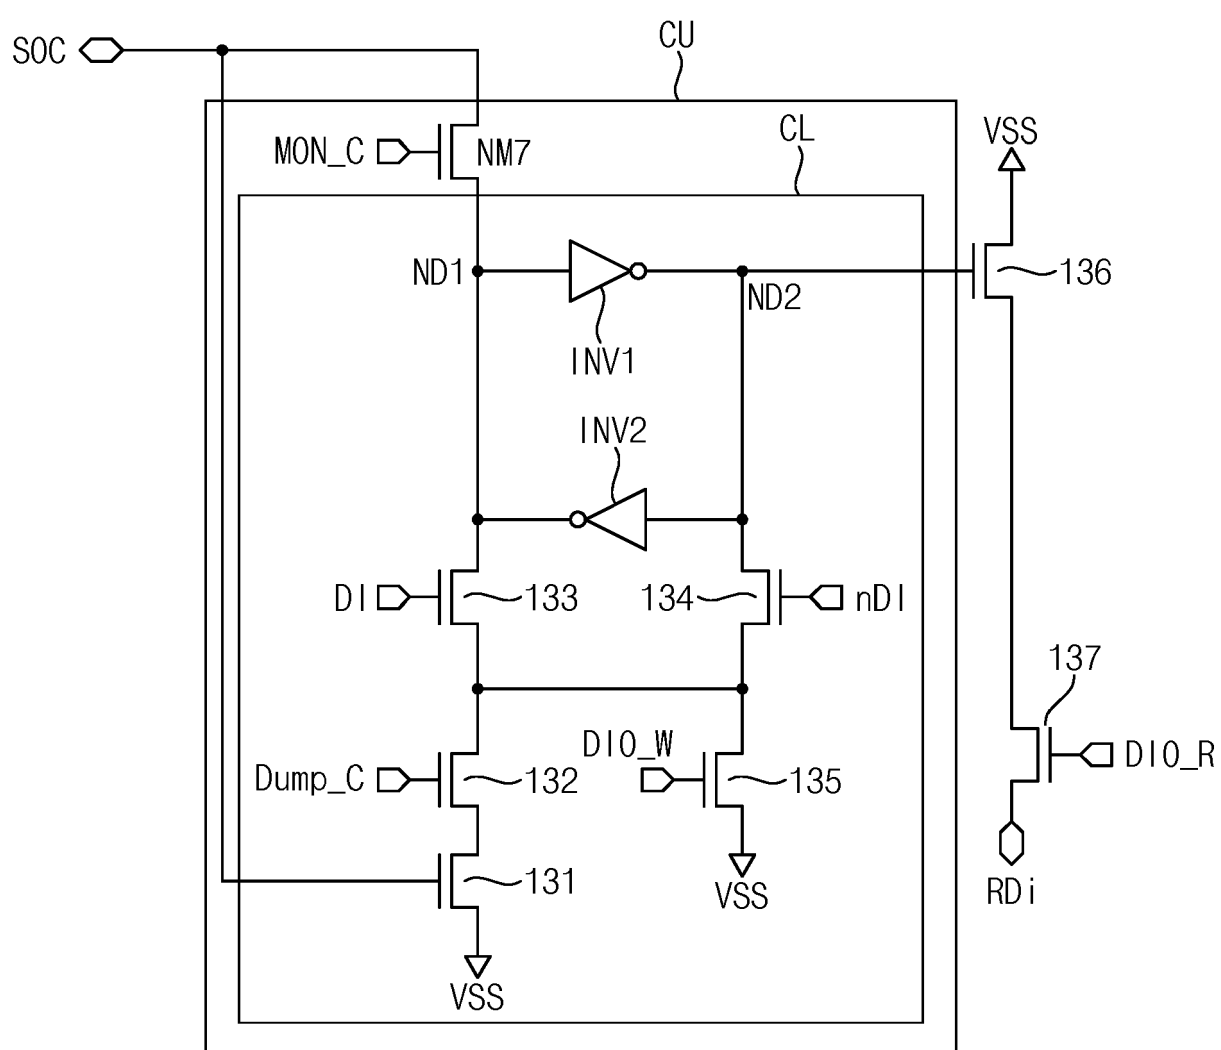 CU
SOC
CL
VSS
MON_C
NM7
ND1
136
ND2
INV1
INV2
DI
133
134
nDI
137
DIO_W
DIO_R
Dump_C
132
135
131
VSS
RDi
VSS